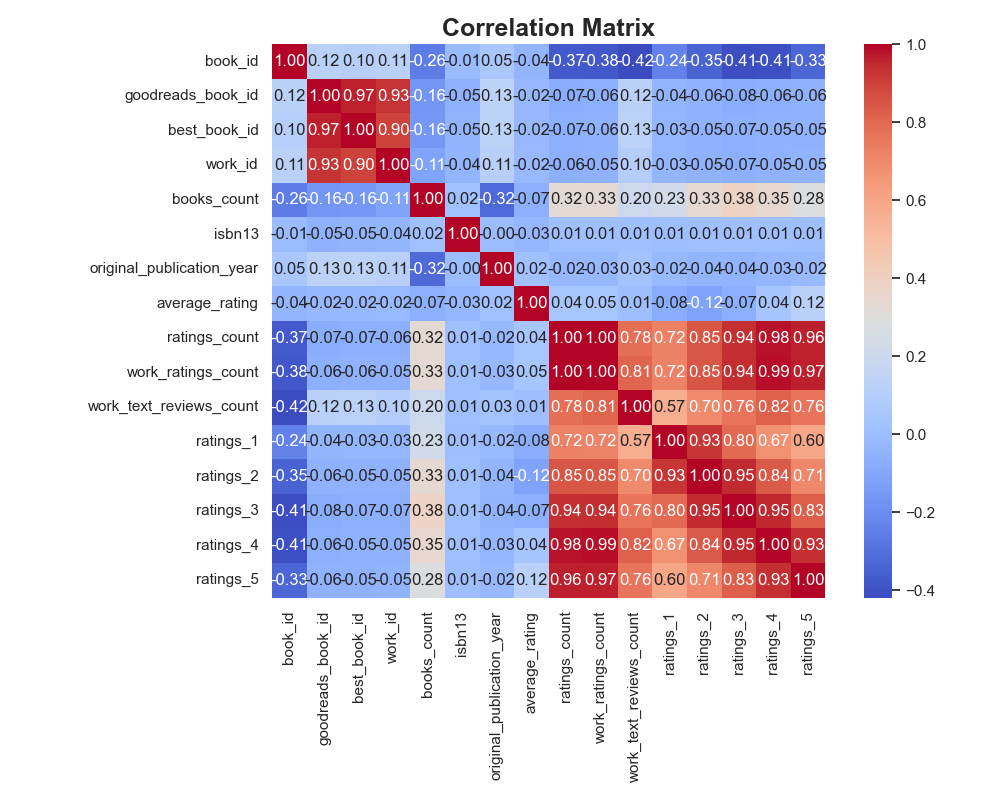 Correlation Matrix
book_id 1.00 0.12 0.10 0.11 -0.26 -0.01 0.05 -0.04 -0.37 -0.38 -0.42 -0.24 -0.35 -0.41 -0.41 -0.33
goodreads_book_id 0.12 1.00 0.97 0.93 -0.16 -0.05 0.13 -0.02 -0.07 -0.06 0.12 -0.04 -0.06 -0.08 -0.06 -0.06
best_book_id 0.10 0.97 1.00 0.90 -0.16 -0.05 0.13 -0.02 -0.07 -0.06 0.13 -0.03 -0.05 -0.07 -0.05 -0.05
work_id 0.11 0.93 0.90 1.00 -0.11 -0.04 0.11 -0.02 -0.06 -0.05 0.10 -0.03 -0.05 -0.07 -0.05 -0.05
books_count -0.26 -0.16 -0.16 -0.11 1.00 0.02 -0.32 -0.07 0.32 0.33 0.20 0.23 0.33 0.38 0.35 0.28
isbn13 -0.01 -0.05 -0.05 -0.04 0.02 1.00 -0.00 -0.03 0.01 0.01 0.01 0.01 0.01 0.01 0.01 0.01
original_publication_year 0.05 0.13 0.13 0.11 -0.32 -0.00 1.00 0.02 -0.02 -0.03 0.03 -0.02 -0.04 -0.04 -0.03 -0.02
average_rating -0.04 -0.02 -0.02 -0.02 -0.07 -0.03 0.02 1.00 0.04 0.05 0.01 -0.08 -0.12 -0.07 0.04 0.12
ratings_count -0.37 -0.07 -0.07 -0.06 0.32 0.01 -0.02 0.04 1.00 1.00 0.78 0.72 0.85 0.94 0.98 0.96
work_ratings_count -0.38 -0.06 -0.06 -0.05 0.33 0.01 -0.03 0.05 1.00 1.00 0.81 0.72 0.85 0.94 0.99 0.97
work_text_reviews_count -0.42 0.12 0.13 0.10 0.20 0.01 0.03 0.01 0.78 0.81 1.00 0.57 0.70 0.76 0.82 0.76
ratings_1 -0.24 -0.04 -0.03 -0.03 0.23 0.01 -0.02 -0.08 0.72 0.72 0.57 1.00 0.93 0.80 0.67 0.60
ratings_2 -0.35 -0.06 -0.05 -0.05 0.33 0.01 -0.04 -0.12 0.85 0.85 0.70 0.93 1.00 0.95 0.84 0.71
ratings_3 -0.41 -0.08 -0.07 -0.07 0.38 0.01 -0.04 -0.07 0.94 0.94 0.76 0.80 0.95 1.00 0.95 0.83
ratings_4 -0.41 -0.06 -0.05 -0.05 0.35 0.01 -0.03 0.04 0.98 0.99 0.82 0.67 0.84 0.95 1.00 0.93
ratings_5 -0.33 -0.06 -0.05 -0.05 0.28 0.01 -0.02 0.12 0.96 0.97 0.76 0.60 0.71 0.83 0.93 1.00
book_id
goodreads_book_id
best_book_id
work_id
books_count
isbn13
original_publication_year
average_rating
ratings_count
work_ratings_count
work_text_reviews_count
ratings_1
ratings_2
ratings_3
ratings_4
ratings_5
1.0
0.8
0.6
0.4
0.2
0.0
-0.2
-0.4